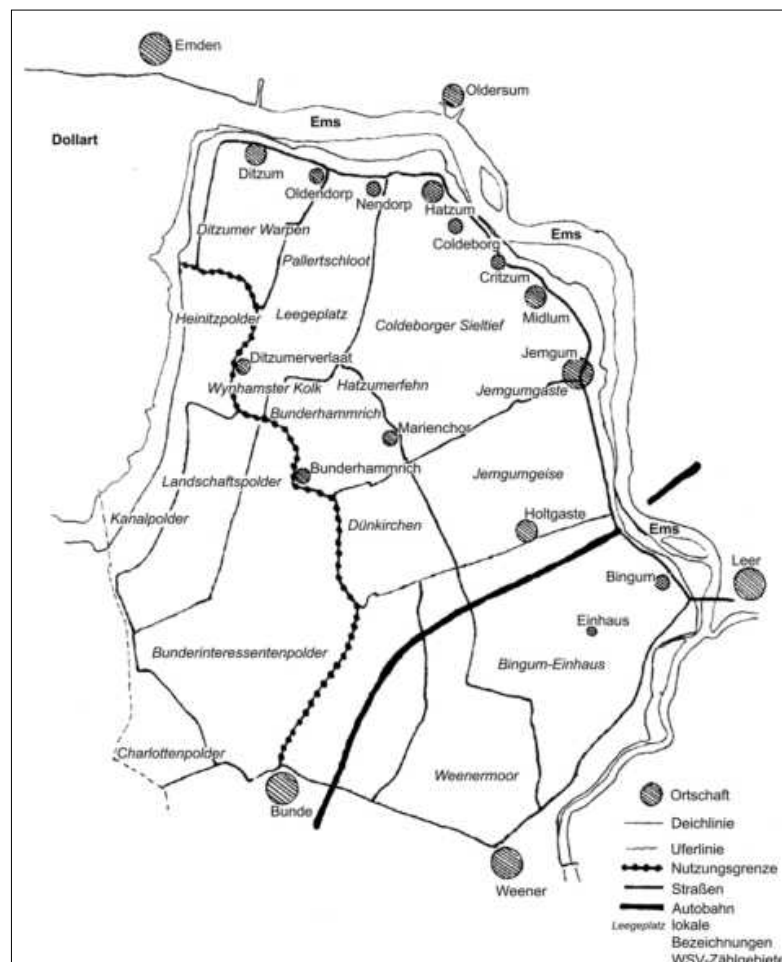 Emden
Oldersum
Ems
Dollart
Ditzum
Oldendorp
Nendorp
Hatzum
Ditzumer Warpen
Coldeborg
Ems
Pallertschloot
Critzum
Midlum
Heinitzpolder
Leegeplatz
Coldeborger Sieltief
Jemgum
Ditzumerverlaat
Wynhamster Kolk
Hatzumerfehn
Jemgumgaste
Bunderhammrich
Marienchor
Bunderhammrich
Landschaftspolder
Jemgumgeise
Kanalpolder
Dünkirchen
Holtgaste
Ems
Leer
Bingum
Einhaus
Bunderinteressentenpolder
Bingum-Einhaus
Charlottenpolder
Weenermoor
Bunde
Weener
Ortschaft
Deichlinie
Uferlinie
Nutzungsgrenze
Straßen
Autobahn
Leegeplatz lokale
Bezeichnungen
WSV-Zählgebiete